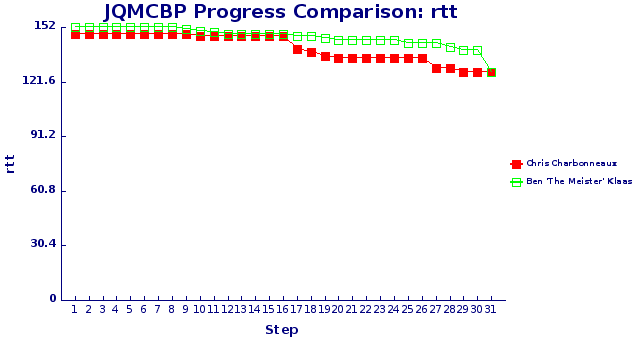 JQMCBP Progress Comparison: rtt
152
121.6
91.2
60.8
30.4
0
rtt
1 2 3 4 5 6 7 8 9 10 11 12 13 14 15 16 17 18 19 20 21 22 23 24 25 26 27 28 29 30 31
Step
Chris Charbonneaux
Ben 'The Meister' Klaas